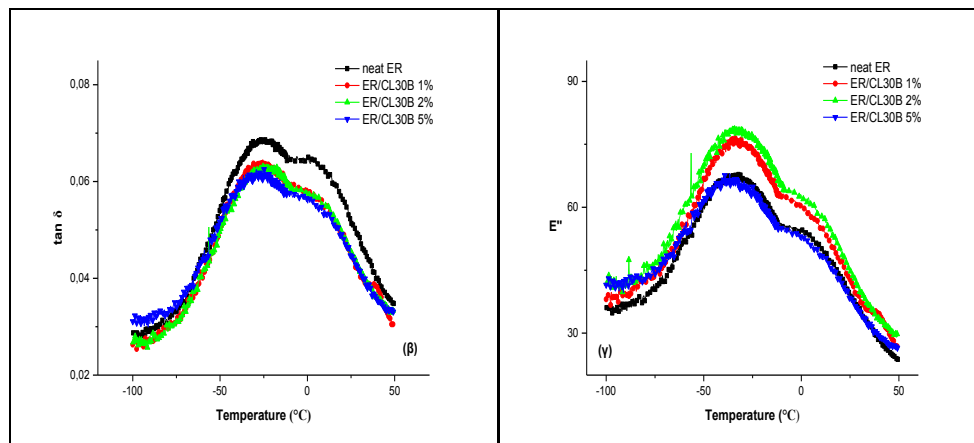 neat ER
ER/CL30B 1%
ER/CL30B 2%
ER/CL30B 5%
0,08
0,06
0,04
0,02
tan δ
-100
-50
0
50
Temperature (°C)
(β)
neat ER
ER/CL30B 1%
ER/CL30B 2%
ER/CL30B 5%
90
60
30
E"
-100
-50
0
50
Temperature (°C)
(γ)